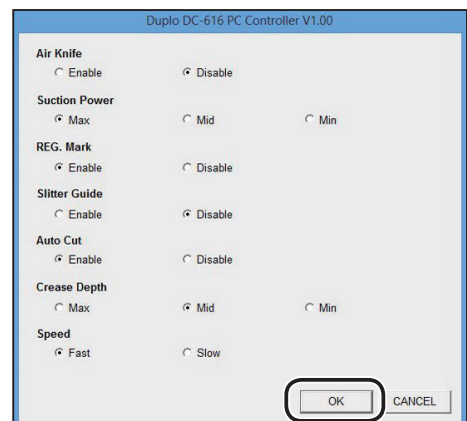 Duplo DC-616 PC Controller V1.00
Air Knife
Enable Disable
Suction Power
Max Mid Min
REG. Mark
Enable Disable
Slitter Guide
Enable Disable
Auto Cut
Enable Disable
Crease Depth
Max Mid Min
Speed
Fast Slow
OK CANCEL